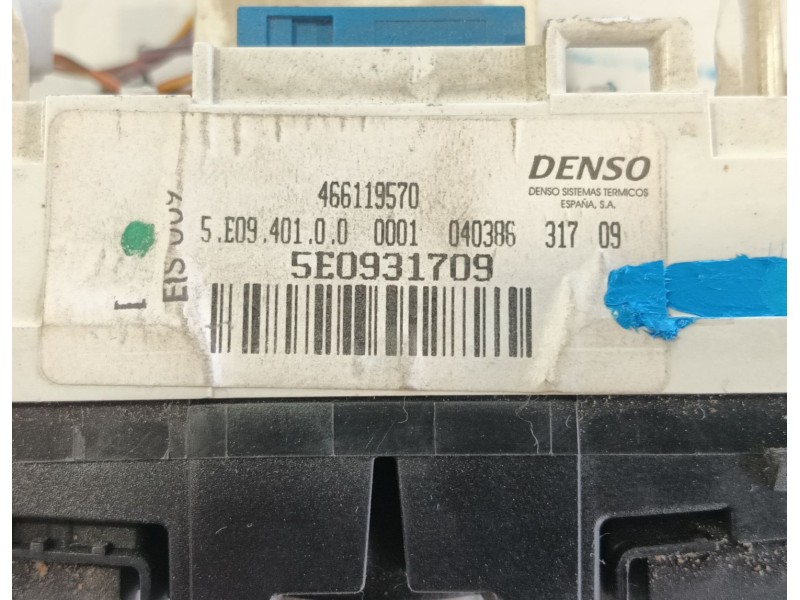 DENSO
DENSO SISTEMAS TERMICOS
ESPAÑA, S.A.
466119570
5.E09.401.0.0 0001 040386 317 09
5E0931709